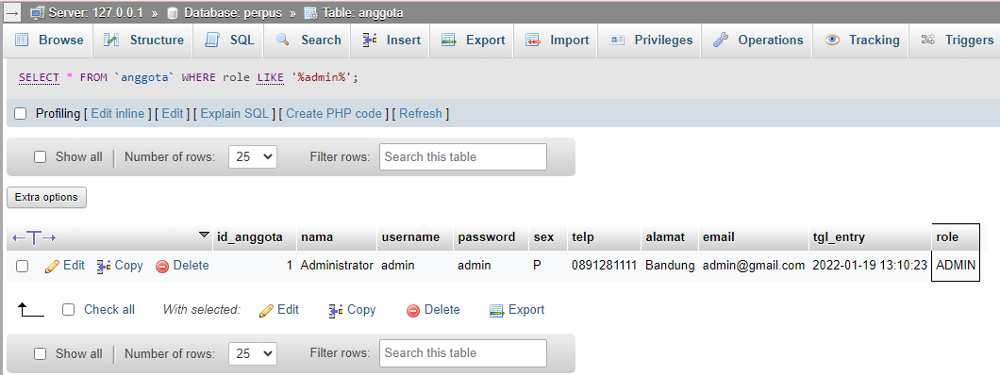 Server: 127.0.0.1 » Database: perpus » Table: anggota
Browse Structure SQL Search Insert Export Import Privileges Operations Tracking Triggers
SELECT * FROM `anggota` WHERE role LIKE '%admin%';
Profiling [ Edit inline ] [ Edit ] [ Explain SQL ] [ Create PHP code ] [ Refresh ]
Show all Number of rows: 25 Filter rows: Search this table
Extra options
←T→ id_anggota nama username password sex telp alamat email tgl_entry role
Edit Copy Delete 1 Administrator admin admin P 0891281111 Bandung admin@gmail.com 2022-01-19 13:10:23 ADMIN
Check all With selected: Edit Copy Delete Export
Show all Number of rows: 25 Filter rows: Search this table